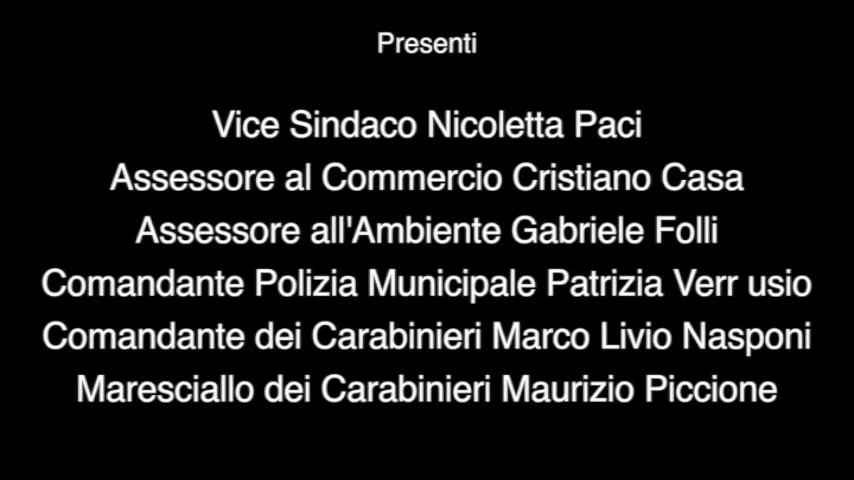 Presenti
Vice Sindaco Nicoletta Paci
Assessore al Commercio Cristiano Casa
Assessore all'Ambiente Gabriele Folli
Comandante Polizia Municipale Patrizia Verr usio
Comandante dei Carabinieri Marco Livio Nasponi
Maresciallo dei Carabinieri Maurizio Piccione